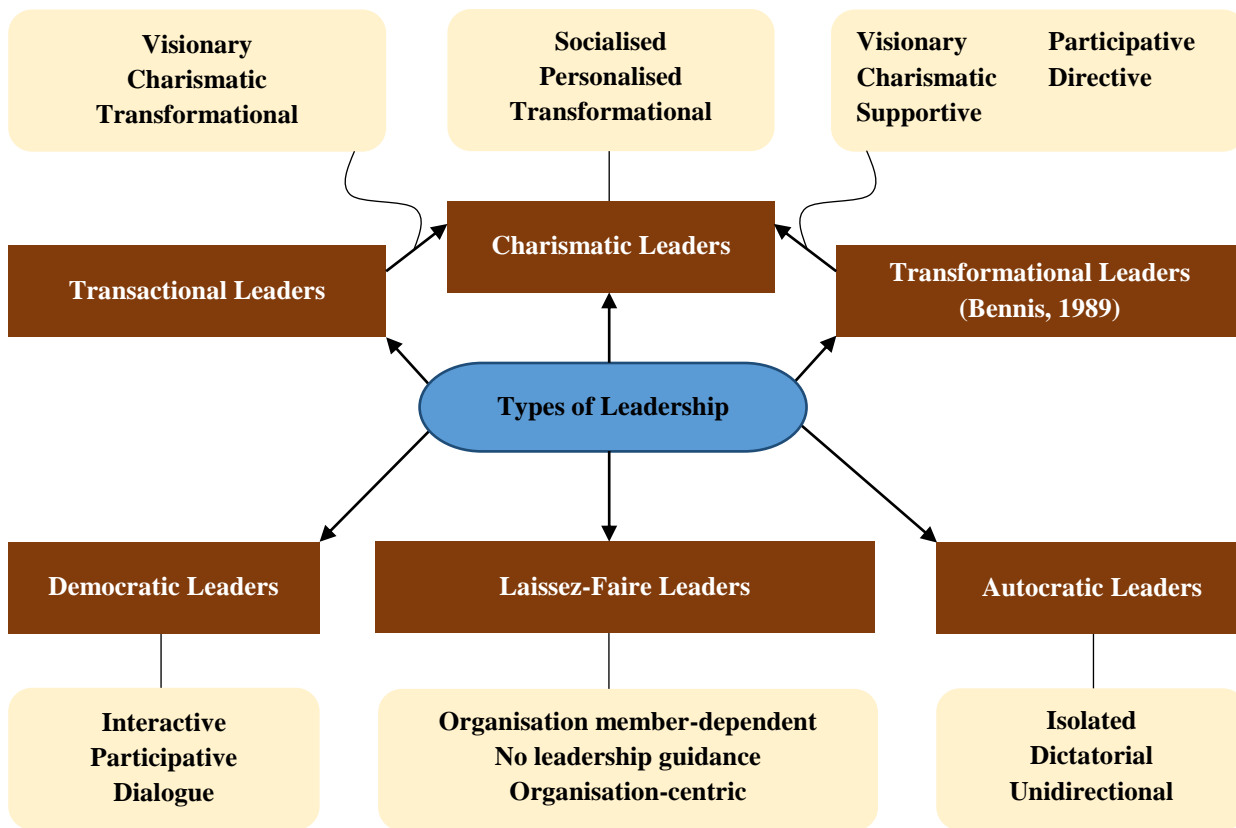 Visionary
Charismatic
Transformational
Socialised
Personalised
Transformational
Visionary Participative
Charismatic Directive
Supportive
Transactional Leaders
Charismatic Leaders
Transformational Leaders
(Bennis, 1989)
Types of Leadership
Democratic Leaders
Laissez-Faire Leaders
Autocratic Leaders
Interactive
Participative
Dialogue
Organisation member-dependent
No leadership guidance
Organisation-centric
Isolated
Dictatorial
Unidirectional